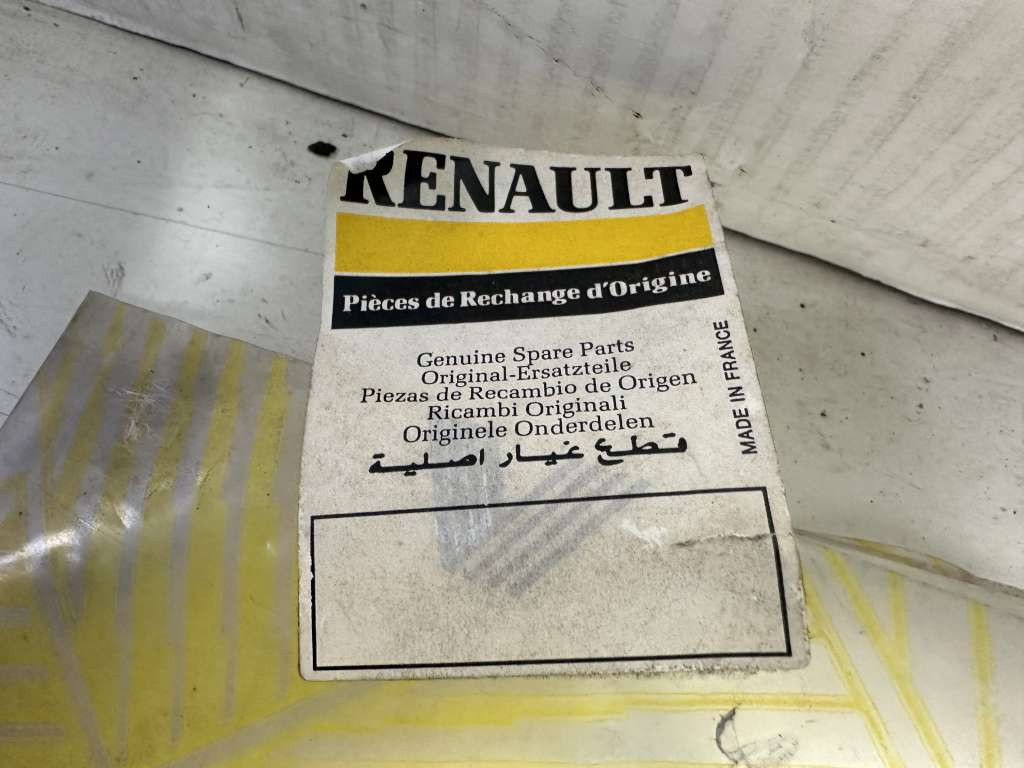 RENAULT
Pièces de Rechange d'Origine
Genuine Spare Parts
Original-Ersatzteile
Piezas de Recambio de Origen
Ricambi Originali
Originele Onderdelen
قطع غيار اصلية
MADE IN FRANCE